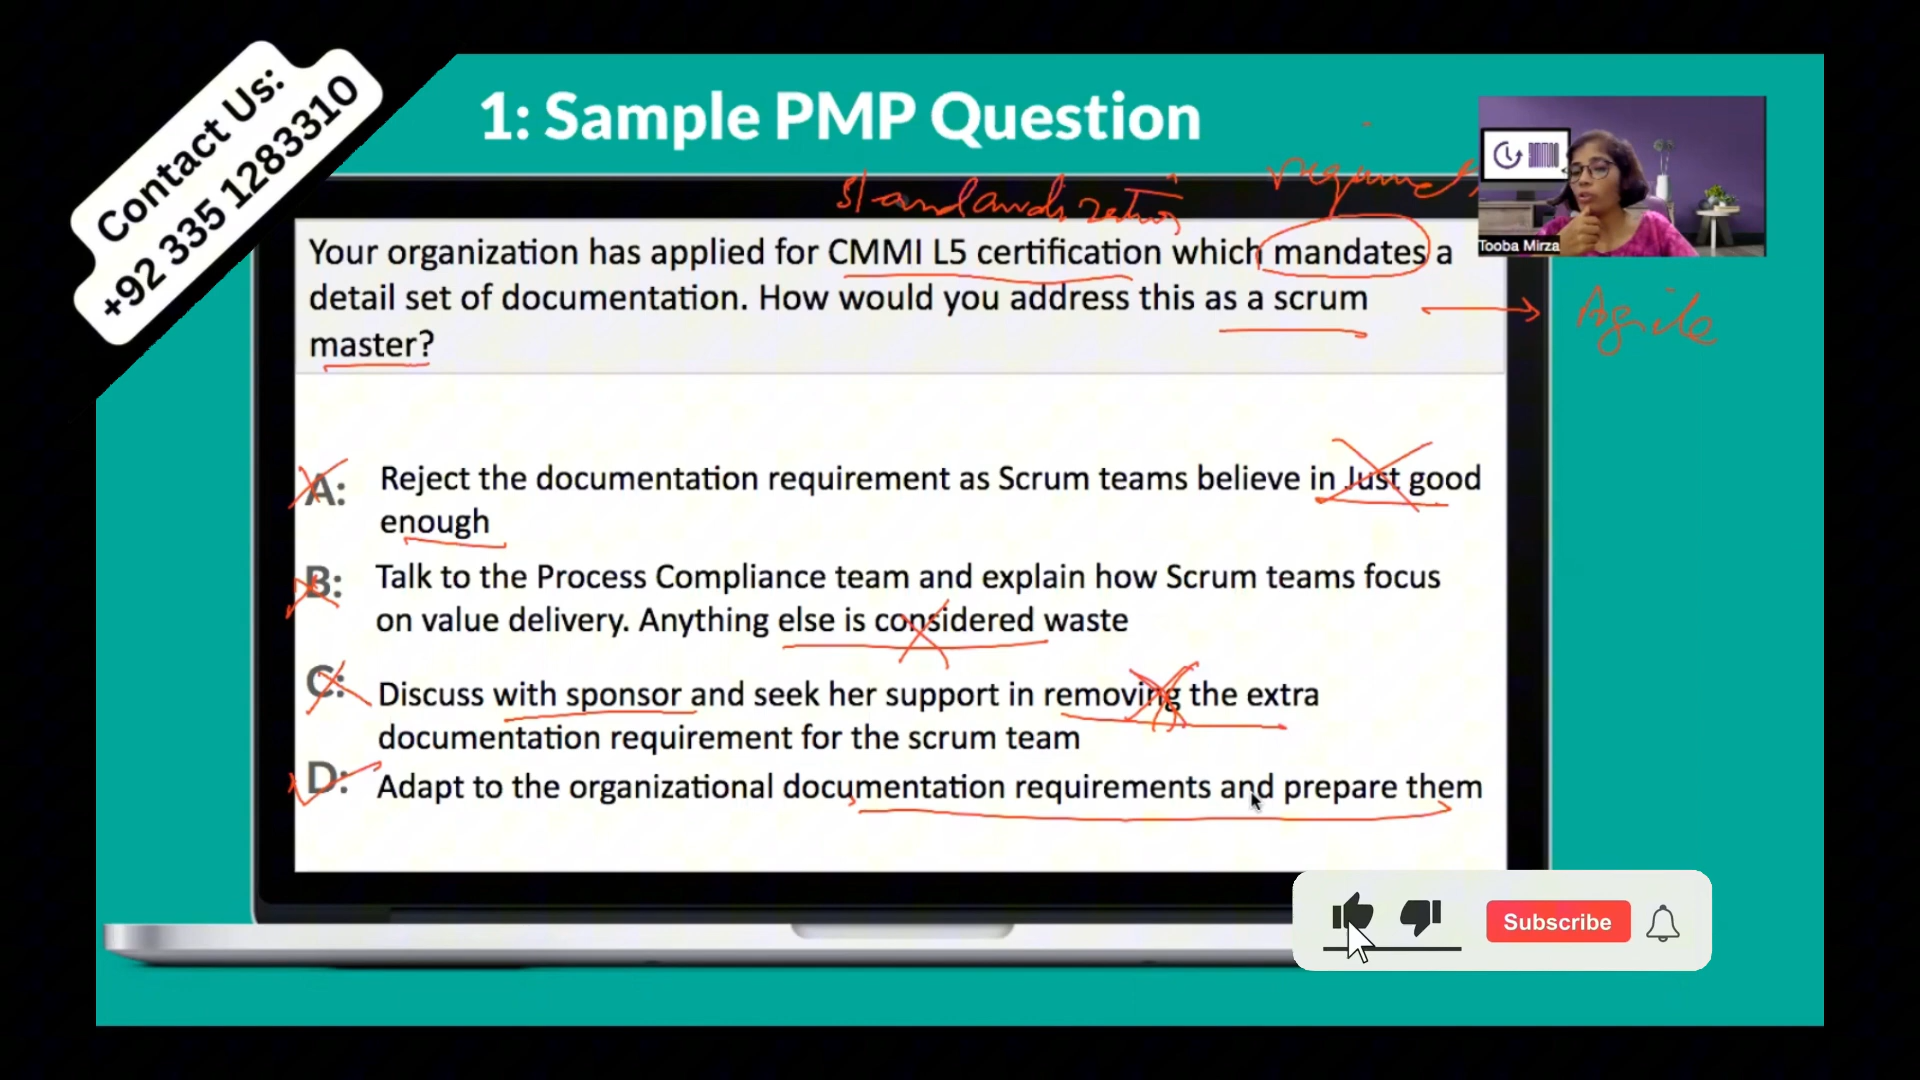 Contact Us:
+92 335 1283310
1: Sample PMP Question
Tooba Mirza
Your organization has applied for CMMI L5 certification which mandates a
detail set of documentation. How would you address this as a scrum
master?
Agile
A: Reject the documentation requirement as Scrum teams believe in Just good
enough
B: Talk to the Process Compliance team and explain how Scrum teams focus
on value delivery. Anything else is considered waste
C: Discuss with sponsor and seek her support in removing the extra
documentation requirement for the scrum team
D: Adapt to the organizational documentation requirements and prepare them
Subscribe